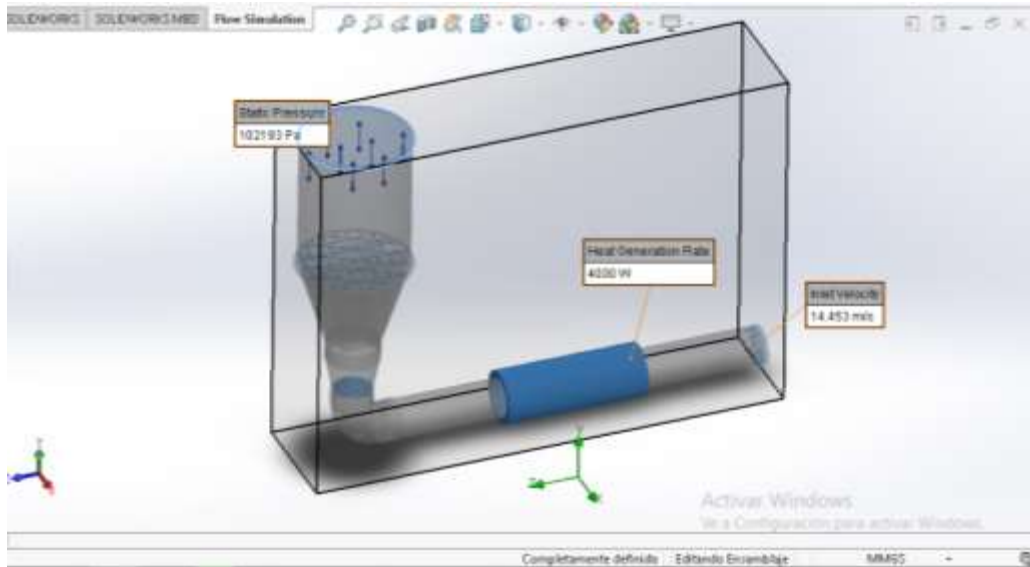 SOLIDWORKS SOLIDWORKS MBD Flow Simulation
Static Pressure
102193 Pa
Heat Generation Rate
4000 W
Inlet Velocity
14.453 m/s
Activar Windows
Ve a Configuración para activar Windows.
Completamente definido Editando Ensamblaje MMGS -